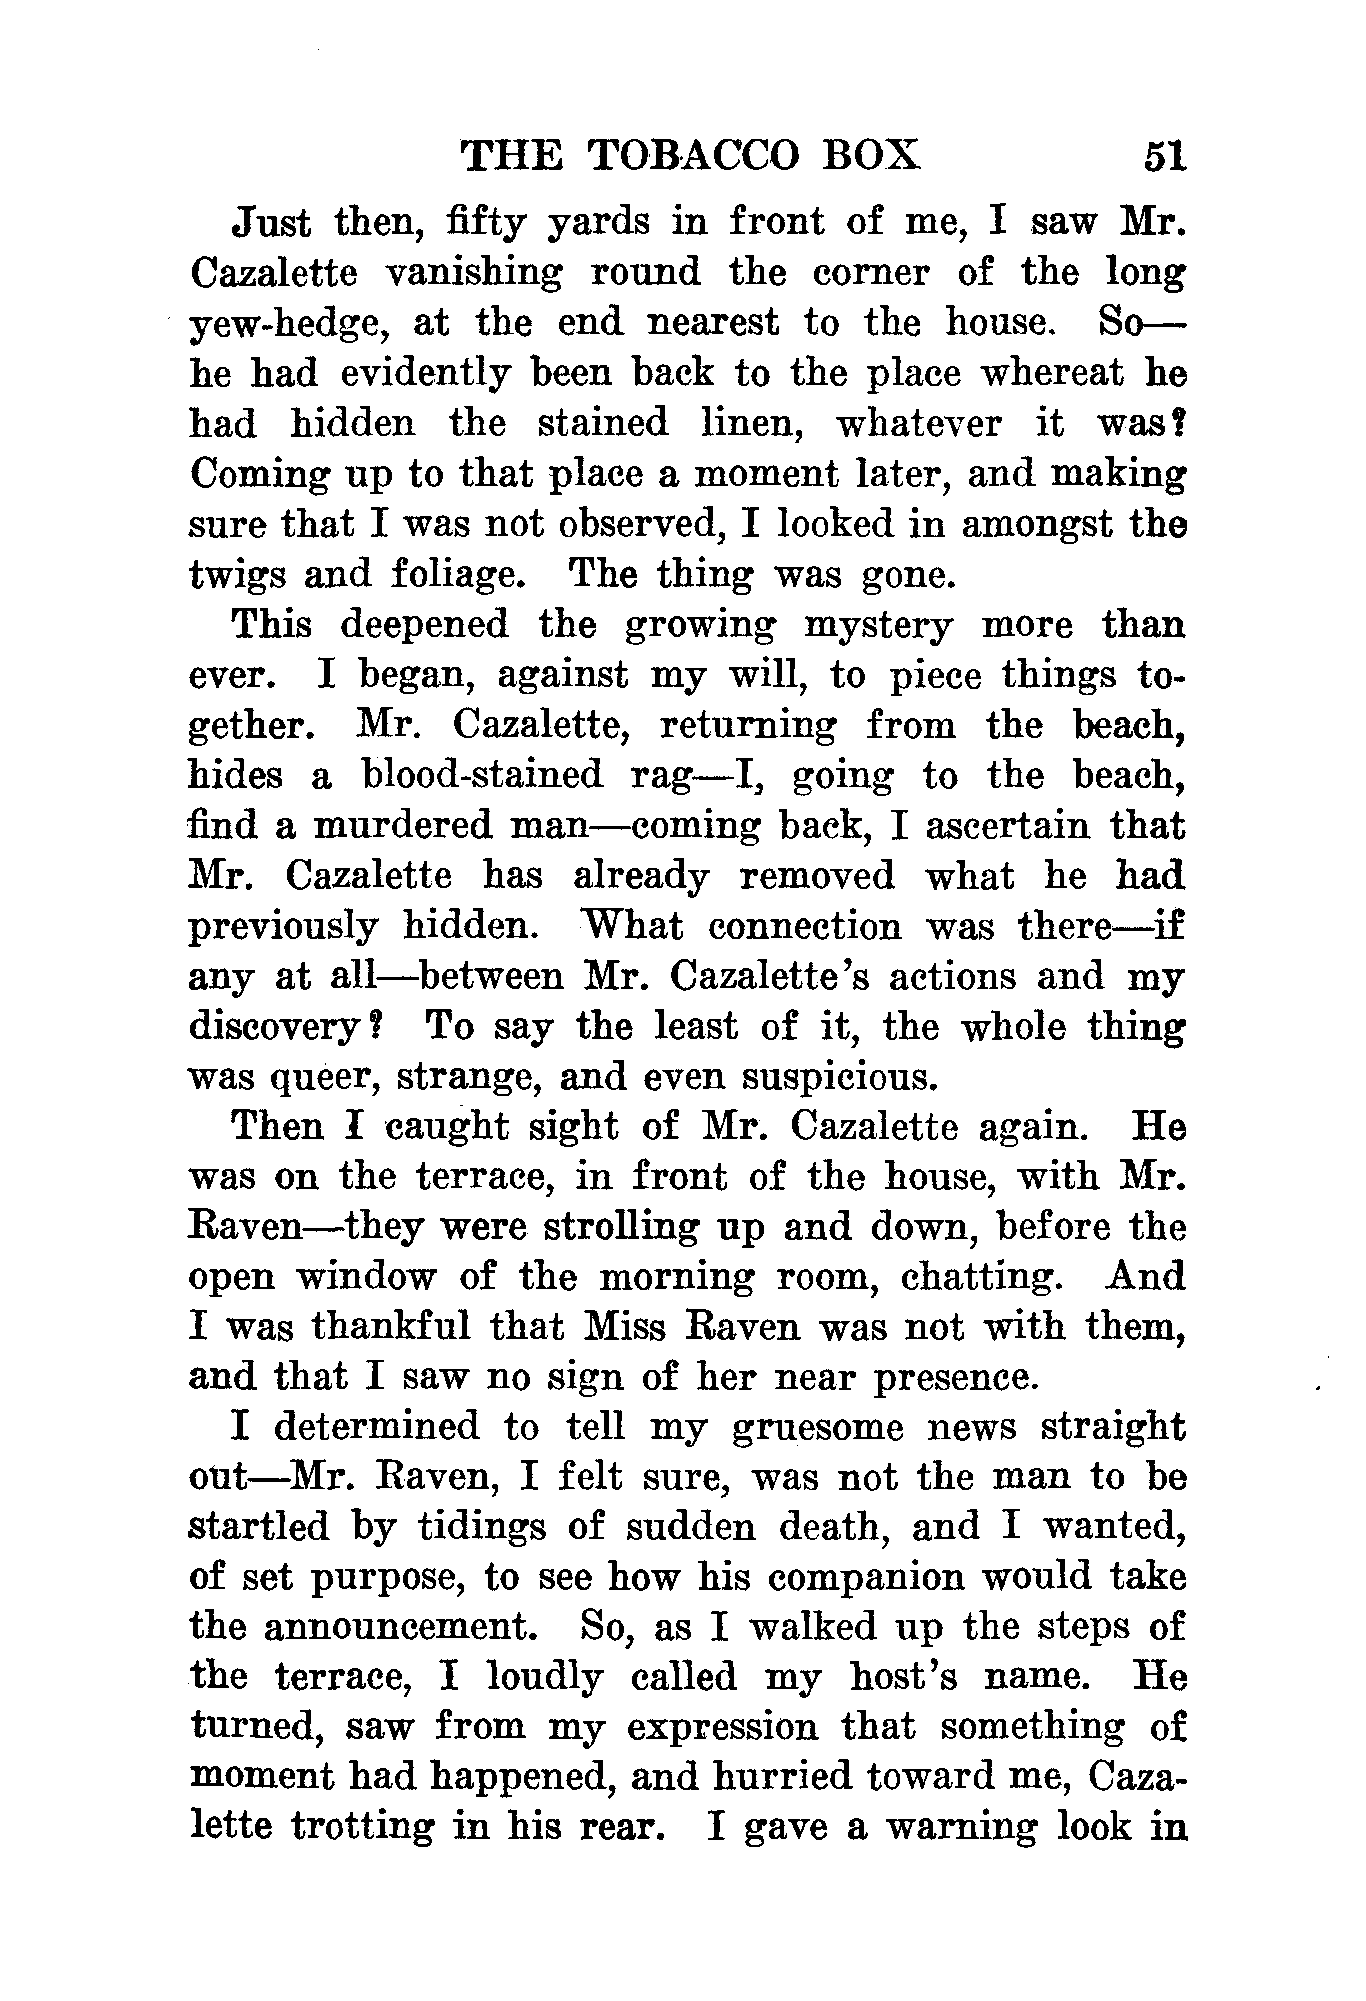 THE TOBACCO BOX 51
Just then, fifty yards in front of me, I saw Mr.
Cazalette vanishing round the corner of the long
yew-hedge, at the end nearest to the house. So—
he had evidently been back to the place whereat he
had hidden the stained linen, whatever it was?
Coming up to that place a moment later, and making
sure that I was not observed, I looked in amongst the
twigs and foliage. The thing was gone.
This deepened the growing mystery more than
ever. I began, against my will, to piece things to-
gether. Mr. Cazalette, returning from the beach,
hides a blood-stained rag—I, going to the beach,
find a murdered man—coming back, I ascertain that
Mr. Cazalette has already removed what he had
previously hidden. What connection was there—if
any at all—between Mr. Cazalette's actions and my
discovery? To say the least of it, the whole thing
was queer, strange, and even suspicious.
Then I caught sight of Mr. Cazalette again. He
was on the terrace, in front of the house, with Mr.
Raven—they were strolling up and down, before the
open window of the morning room, chatting. And
I was thankful that Miss Raven was not with them,
and that I saw no sign of her near presence.
I determined to tell my gruesome news straight
out—Mr. Raven, I felt sure, was not the man to be
startled by tidings of sudden death, and I wanted,
of set purpose, to see how his companion would take
the announcement. So, as I walked up the steps of
the terrace, I loudly called my host's name. He
turned, saw from my expression that something of
moment had happened, and hurried toward me, Caza-
lette trotting in his rear. I gave a warning look in